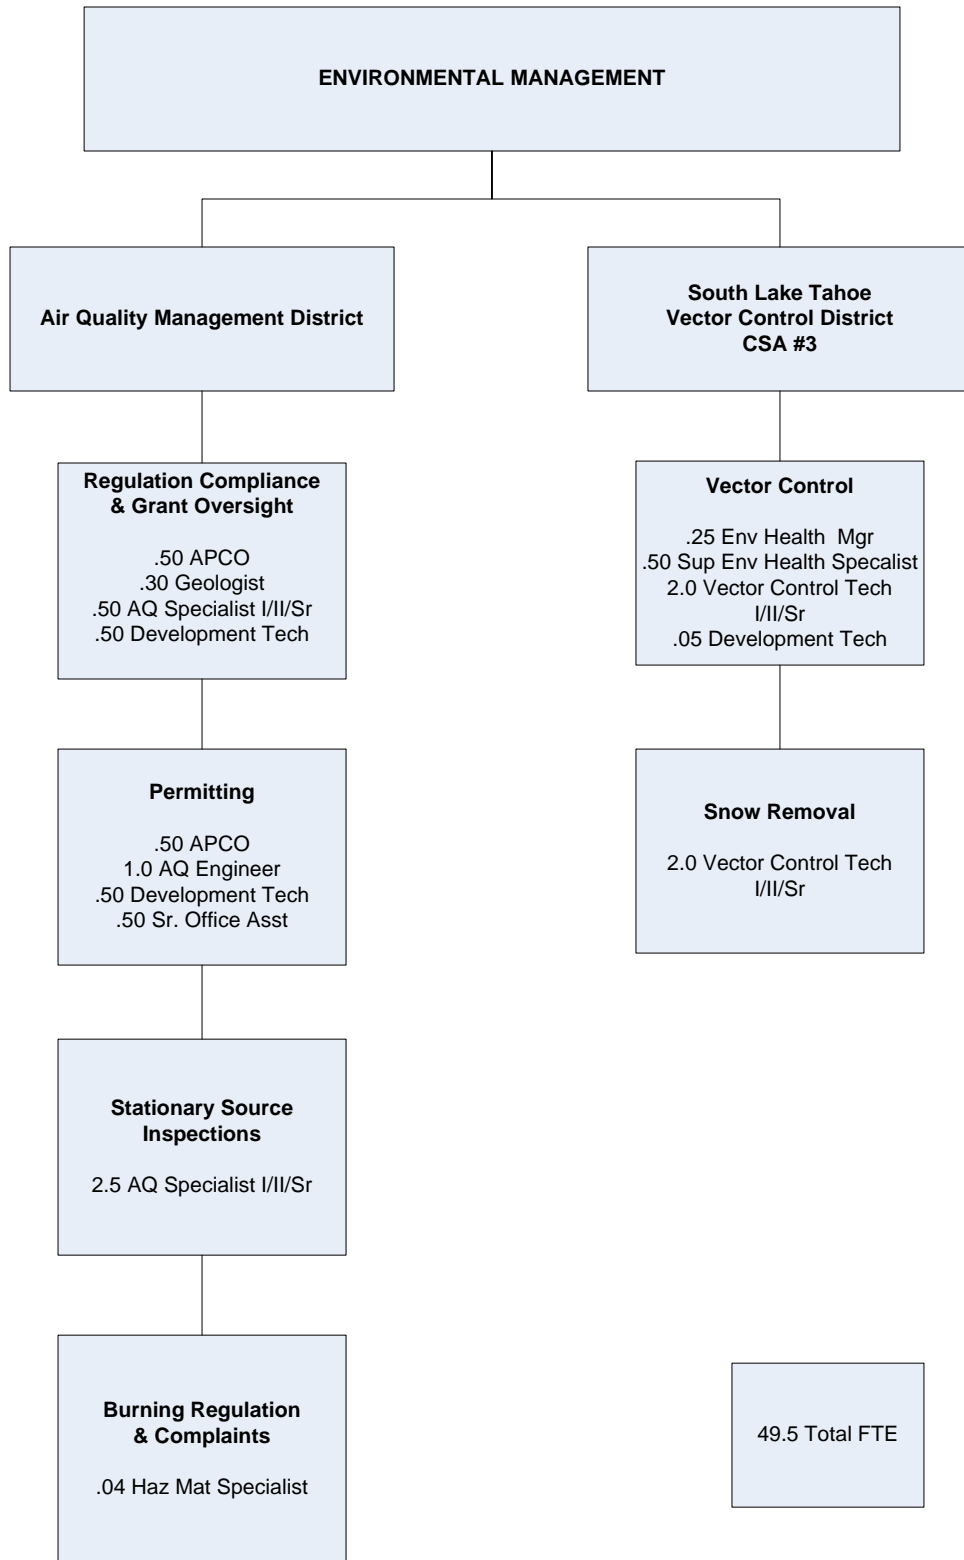 ENVIRONMENTAL MANAGEMENT
Air Quality Management District
South Lake Tahoe
Vector Control District
CSA #3
Regulation Compliance
& Grant Oversight
.50 APCO
.30 Geologist
.50 AQ Specialist I/II/Sr
.50 Development Tech
Vector Control
.25 Env Health  Mgr
.50 Sup Env Health Specalist
2.0 Vector Control Tech
I/II/Sr
.05 Development Tech
Permitting
.50 APCO
1.0 AQ Engineer
.50 Development Tech
.50 Sr. Office Asst
Snow Removal
2.0 Vector Control Tech
I/II/Sr
Stationary Source
Inspections
2.5 AQ Specialist I/II/Sr
Burning Regulation
& Complaints
.04 Haz Mat Specialist
49.5 Total FTE